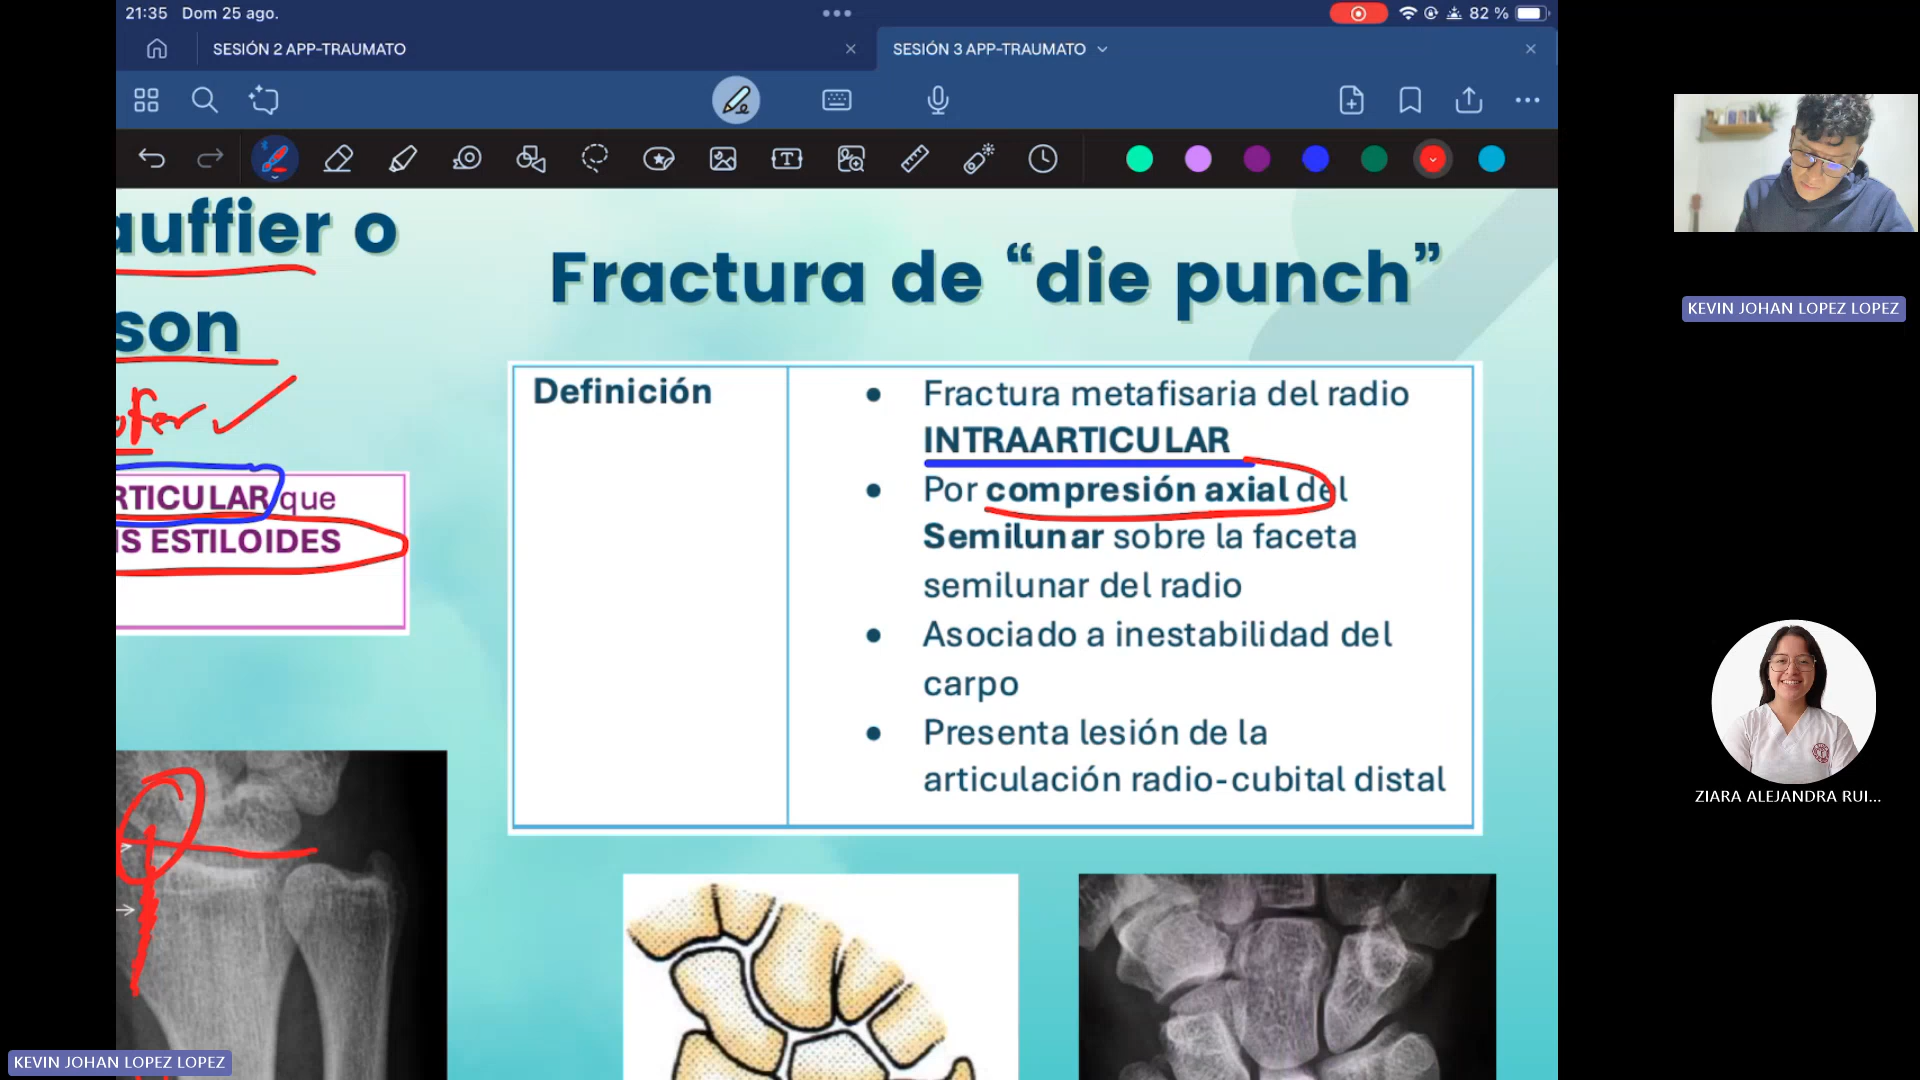 21:35 Dom 25 ago.
82 %
SESIÓN 2 APP-TRAUMATO
SESIÓN 3 APP-TRAUMATO
auffier o
son
ofer
RTICULAR que
IS ESTILOIDES
Fractura de “die punch”
Definición
Fractura metafisaria del radio
INTRAARTICULAR
Por compresión axial del
Semilunar sobre la faceta
semilunar del radio
Asociado a inestabilidad del
carpo
Presenta lesión de la
articulación radio-cubital distal
KEVIN JOHAN LOPEZ LOPEZ
ZIARA ALEJANDRA RUI...
KEVIN JOHAN LOPEZ LOPEZ